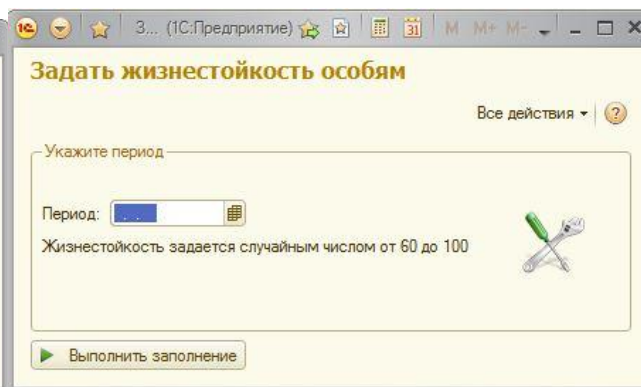 З... (1С:Предприятие) 31 M M+ M-
Задать жизнестойкость особям
Все действия ?
Укажите период
Период: . .
Жизнестойкость задается случайным числом от 60 до 100
Выполнить заполнение